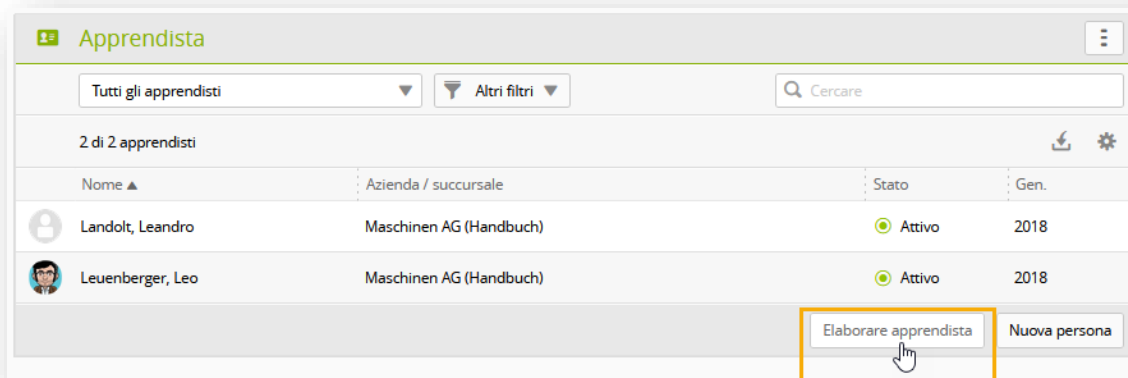 Apprendista
Tutti gli apprendisti Altri filtri Cercare
2 di 2 apprendisti
Nome Azienda / succursale Stato Gen.
Landolt, Leandro Maschinen AG (Handbuch) Attivo 2018
Leuenberger, Leo Maschinen AG (Handbuch) Attivo 2018
Elaborare apprendista Nuova persona